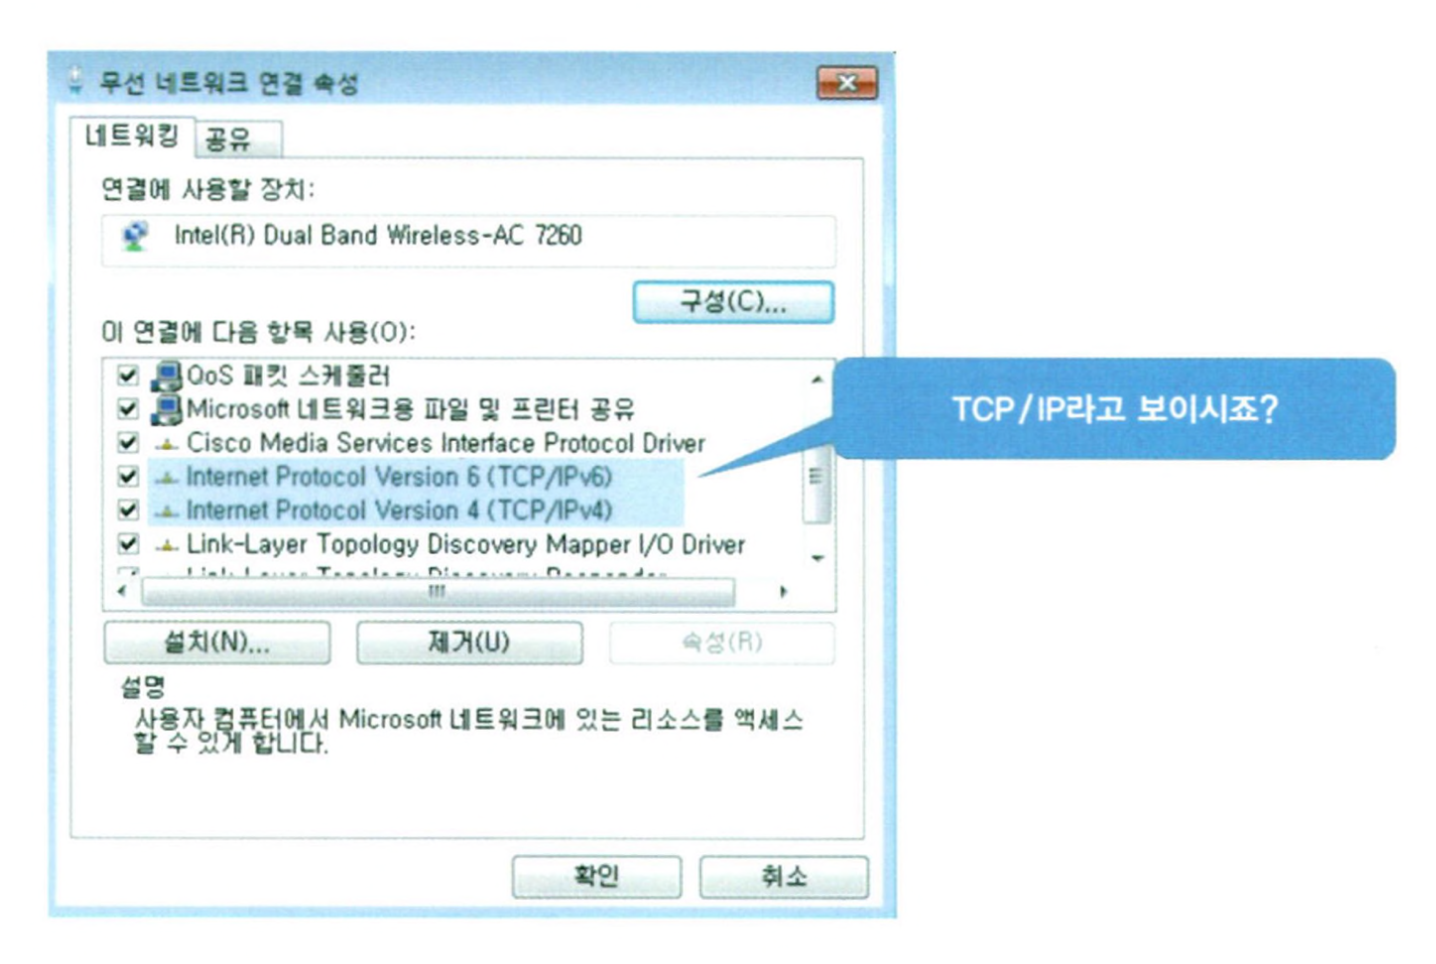 무선 네트워크 연결 속성
네트워킹 공유
연결에 사용할 장치:
Intel(R) Dual Band Wireless-AC 7260
구성(C)...
이 연결에 다음 항목 사용(O):
QoS 패킷 스케줄러
Microsoft 네트워크용 파일 및 프린터 공유
Cisco Media Services Interface Protocol Driver
Internet Protocol Version 6 (TCP/IPv6)
Internet Protocol Version 4 (TCP/IPv4)
Link-Layer Topology Discovery Mapper I/O Driver
Link-Layer Topology Discovery Responder
TCP/IP라고 보이시죠?
설치(N)... 제거(U) 속성(R)
설명
사용자 컴퓨터에서 Microsoft 네트워크에 있는 리소스를 액세스
할 수 있게 합니다.
확인 취소